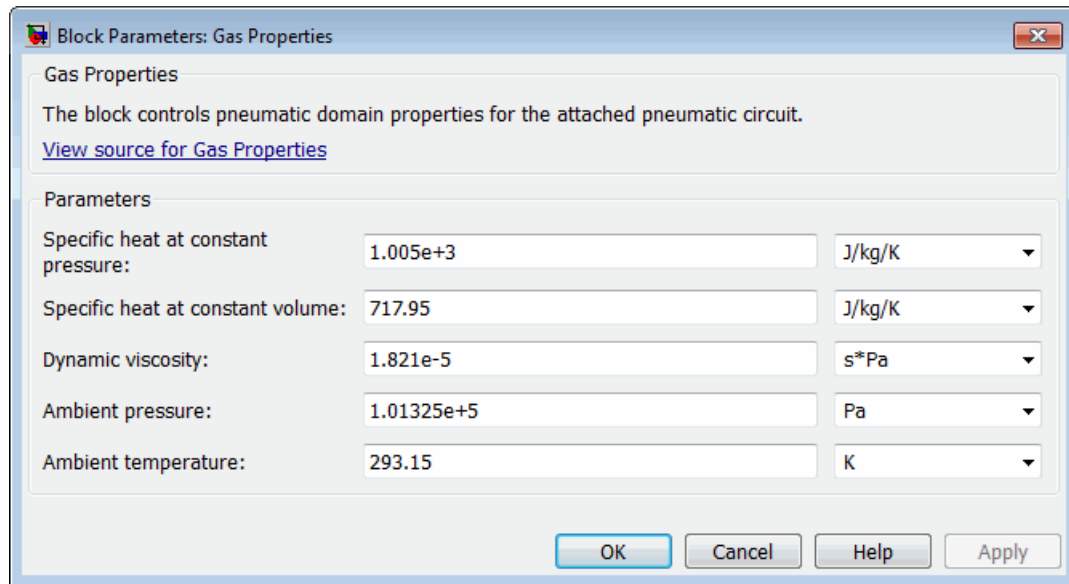 Block Parameters: Gas Properties
Gas Properties
The block controls pneumatic domain properties for the attached pneumatic circuit.
View source for Gas Properties
Parameters
Specific heat at constant
pressure:
1.005e+3
J/kg/K
Specific heat at constant volume:
717.95
J/kg/K
Dynamic viscosity:
1.821e-5
s*Pa
Ambient pressure:
1.01325e+5
Pa
Ambient temperature:
293.15
K
OK
Cancel
Help
Apply